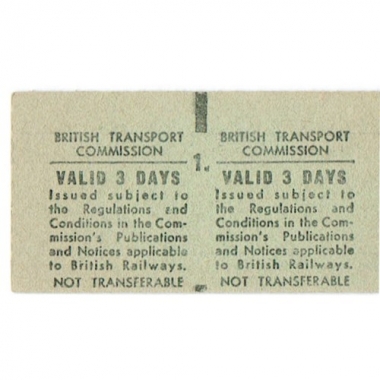 BRITISH TRANSPORT
COMMISSION
VALID 3 DAYS
Issued subject to
the Regulations and
Conditions in the Com-
mission's Publications
and Notices applicable
to British Railways.
NOT TRANSFERABLE
1.
BRITISH TRANSPORT
COMMISSION
VALID 3 DAYS
Issued subject to
the Regulations and
Conditions in the Com-
mission's Publications
and Notices applicable
to British Railways.
NOT TRANSFERABLE